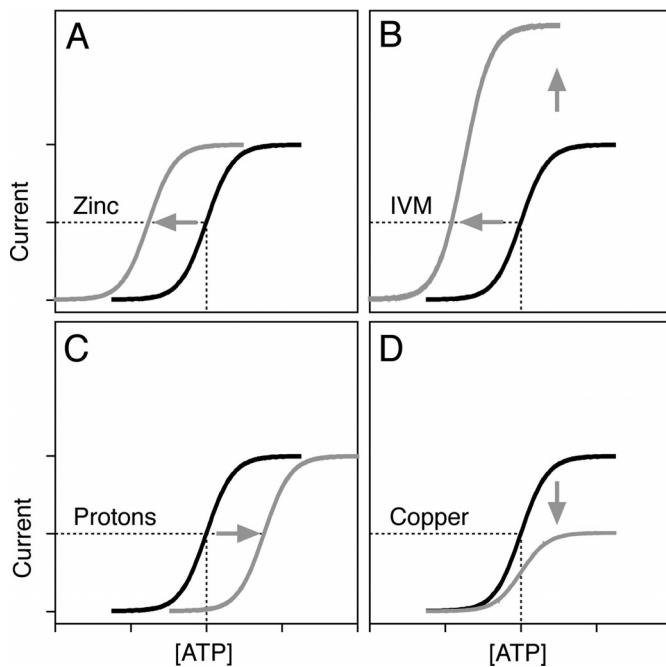 A
B
Zinc
IVM
Current
C
D
Protons
Copper
Current
[ATP]
[ATP]